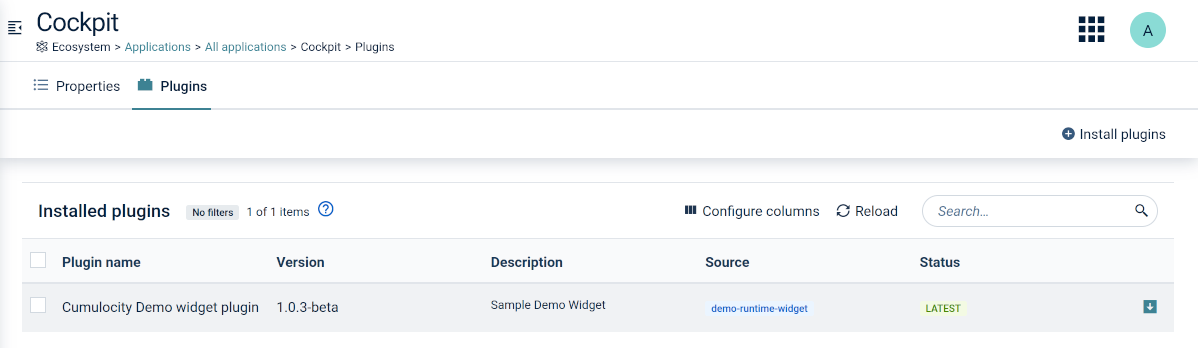 Cockpit
Ecosystem > Applications > All applications > Cockpit > Plugins
A
Properties
Plugins
Install plugins
Installed plugins No filters 1 of 1 items ? Configure columns Reload Search...
Plugin name Version Description Source Status
Cumulocity Demo widget plugin 1.0.3-beta Sample Demo Widget demo-runtime-widget LATEST